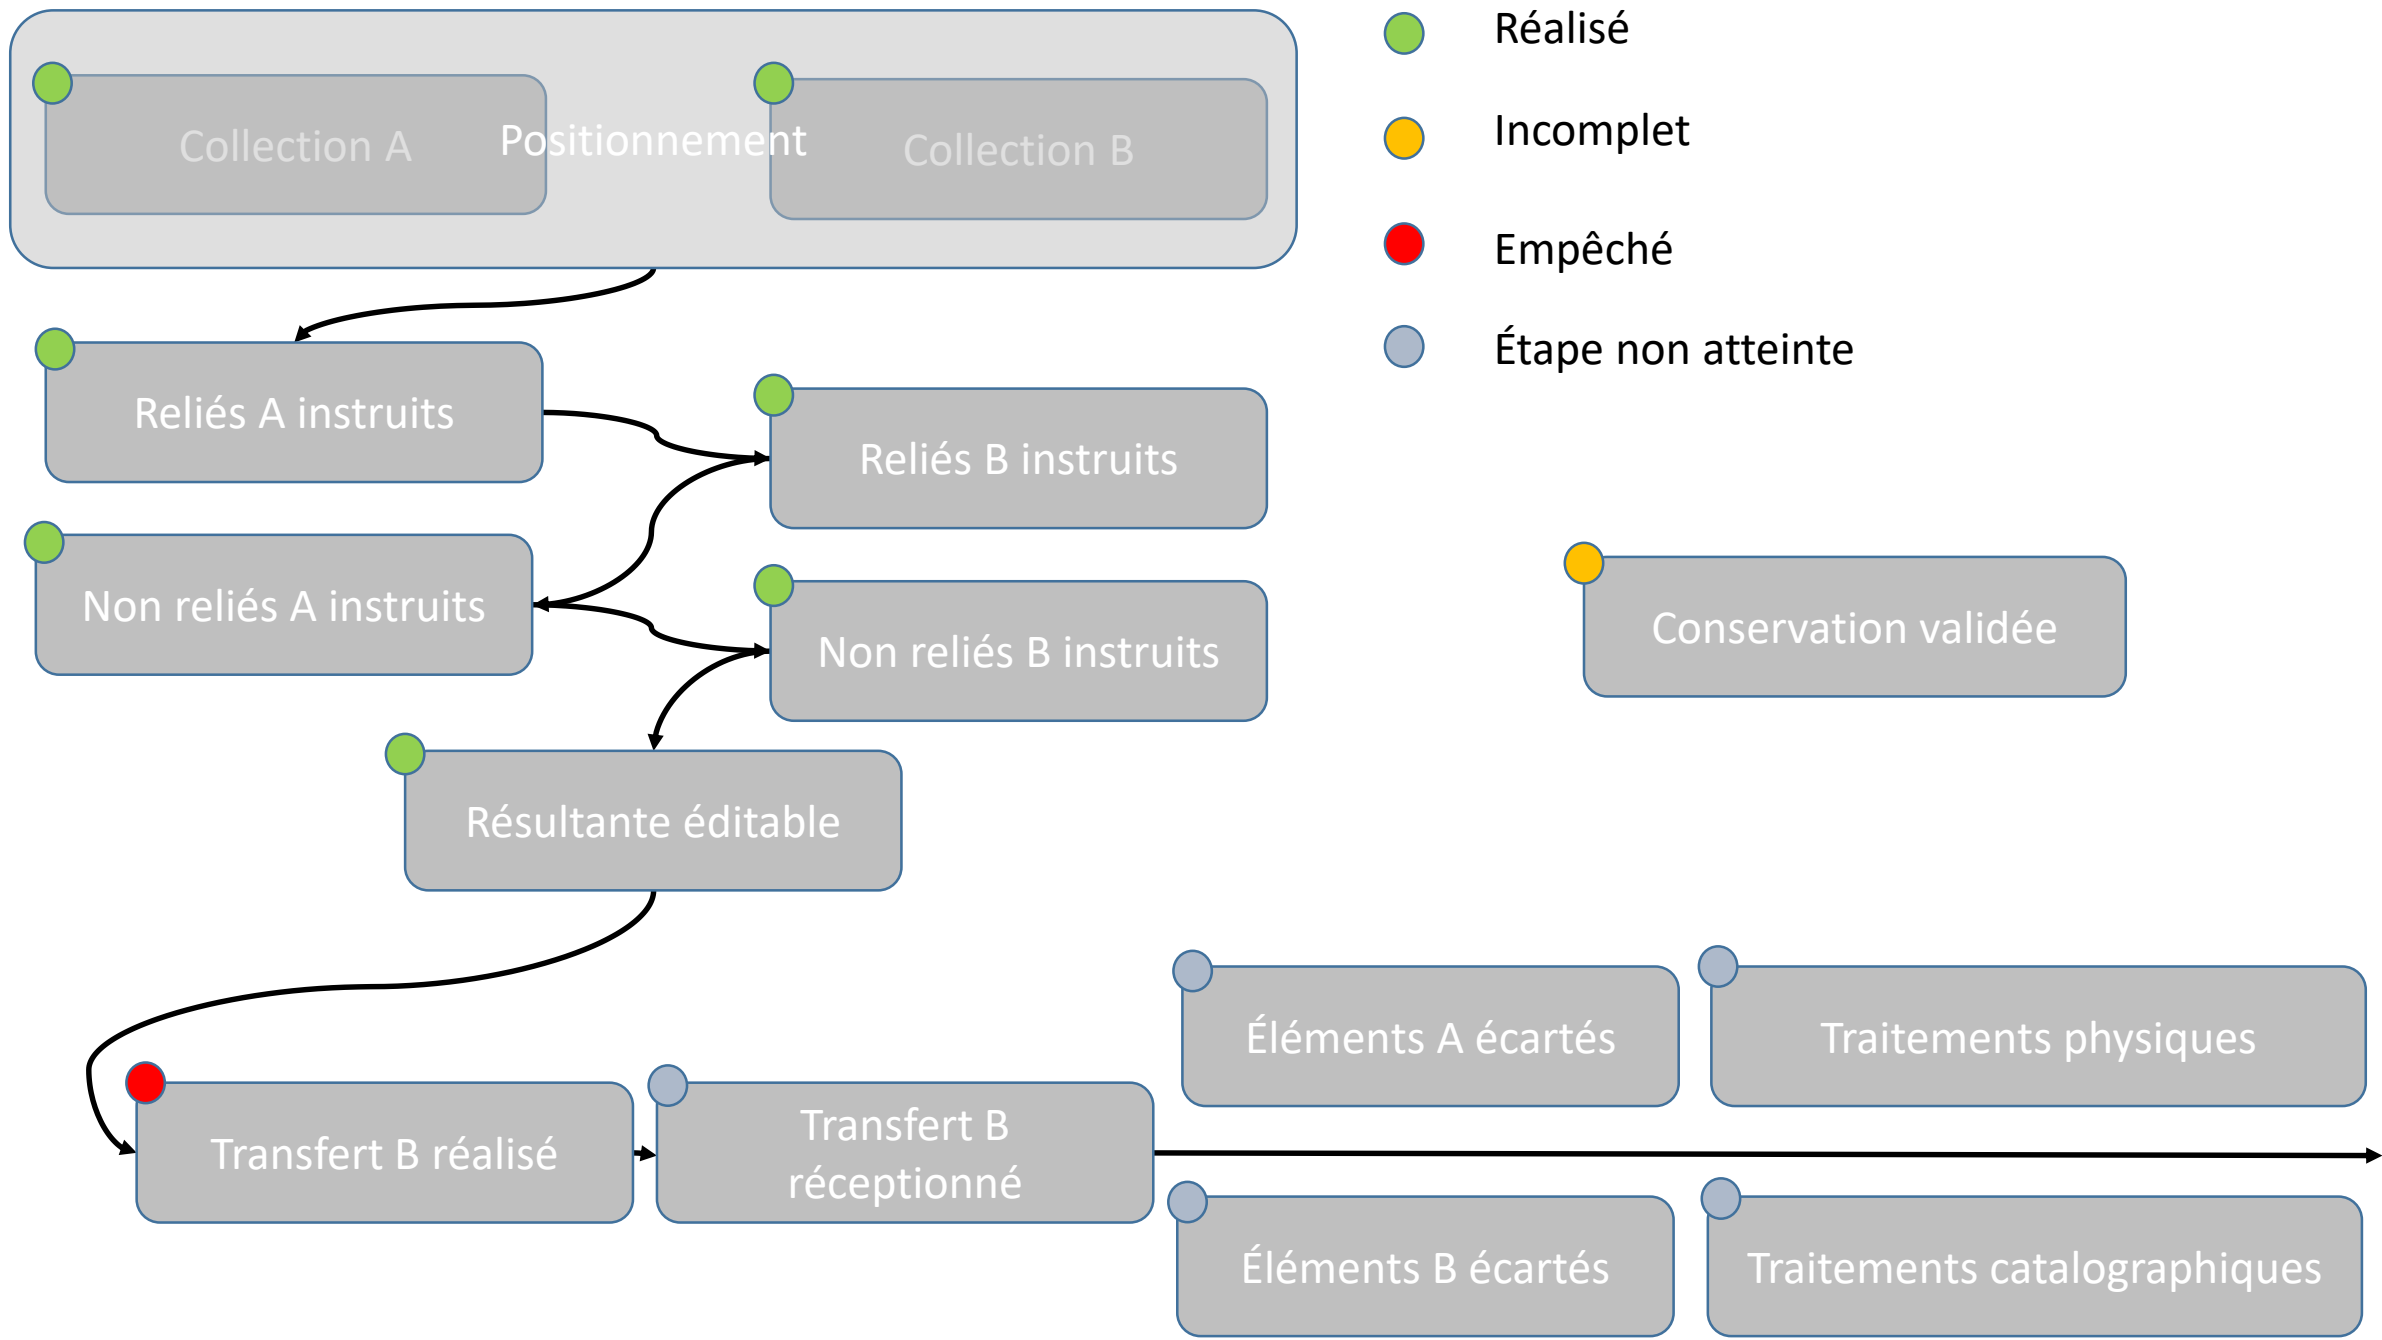 Collection A
Positionnement
Collection B
Réalisé
Incomplet
Empêché
Étape non atteinte
Reliés A instruits
Reliés B instruits
Non reliés A instruits
Non reliés B instruits
Conservation validée
Résultante éditable
Transfert B réalisé
Transfert B
réceptionné
Éléments A écartés
Traitements physiques
Éléments B écartés
Traitements catalographiques